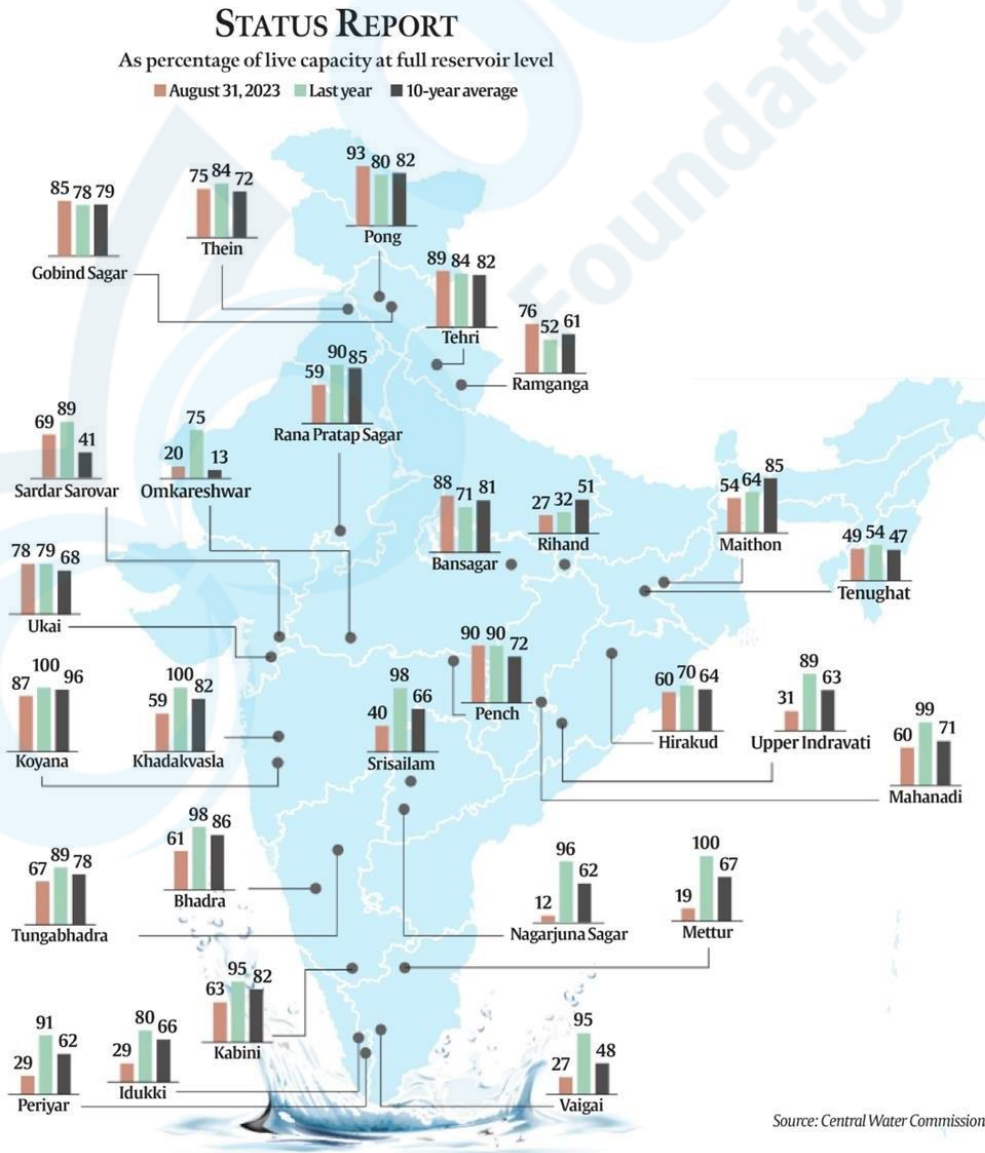 STATUS REPORT
As percentage of live capacity at full reservoir level
August 31, 2023 Last year 10-year average
Foundatio
93 80 82
Pong
75 84 72
Thein
85 78 79
Gobind Sagar
89 84 82
Tehri
76 52 61
Ramganga
59 90 85
Rana Pratap Sagar
69 89 41
Sardar Sarovar
20 75 13
Omkareshwar
88 71 81
Bansagar
27 32 51
Rihand
54 64 85
Maithon
49 54 47
Tenughat
78 79 68
Ukai
90 90 72
Pench
87 100 96
Koyana
59 100 82
Khadakvasla
40 98 66
Srisailam
60 70 64
Hirakud
31 89 63
Upper Indravati
60 99 71
Mahanadi
67 89 78
Tungabhadra
61 98 86
Bhadra
12 96 62
Nagarjuna Sagar
19 100 67
Mettur
63 95 82
Kabini
29 91 62
Periyar
29 80 66
Idukki
27 95 48
Vaigai
Source: Central Water Commission